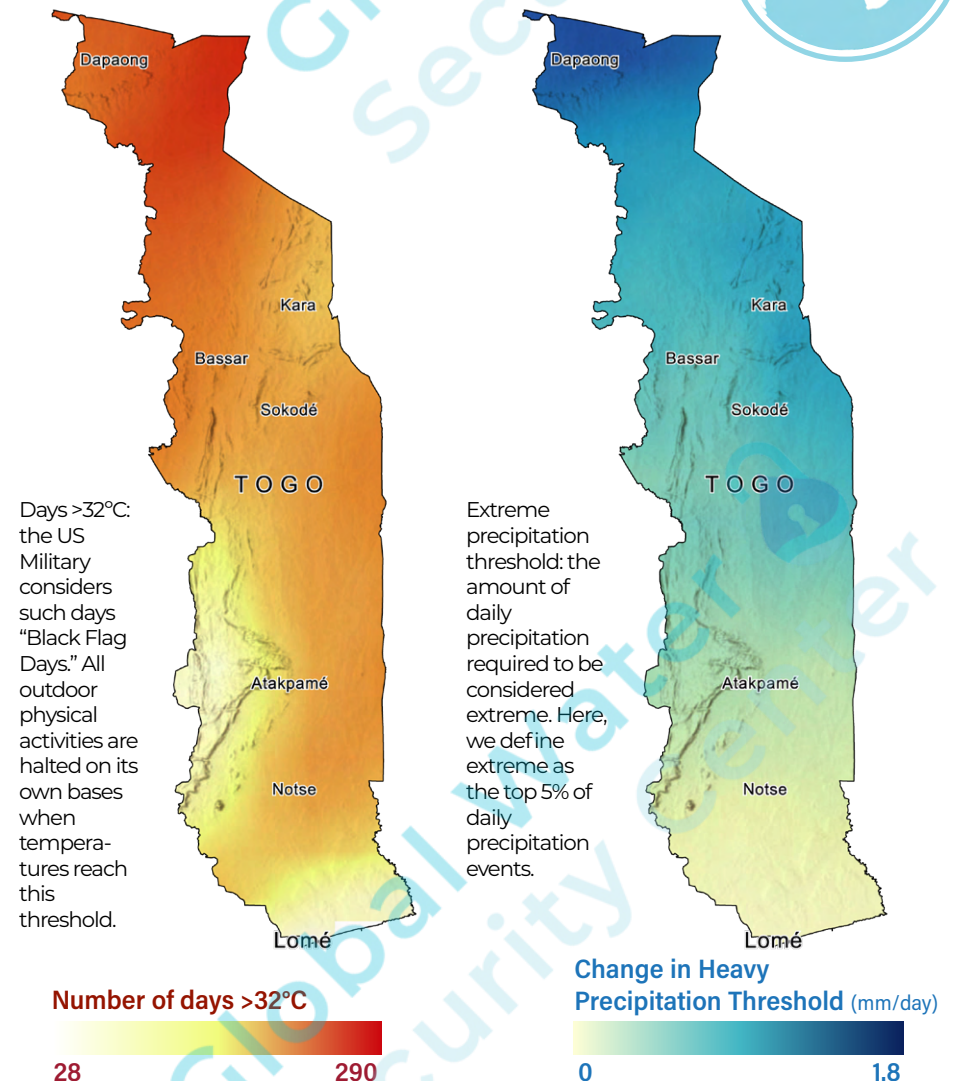 Dapaong
Kara
Bassar
Sokodé
TOGO
Atakpamé
Notse
Lomé
Days >32°C:
the US
Military
considers
such days
“Black Flag
Days.” All
outdoor
physical
activities are
halted on its
own bases
when
tempera-
tures reach
this
threshold.
Number of days >32°C
28 290
Dapaong
Kara
Bassar
Sokodé
TOGO
Atakpamé
Notse
Lomé
Extreme
precipitation
threshold: the
amount of
daily
precipitation
required to be
considered
extreme. Here,
we define
extreme as
the top 5% of
daily
precipitation
events.
Change in Heavy
Precipitation Threshold (mm/day)
0 1.8
Global Water
Security Center